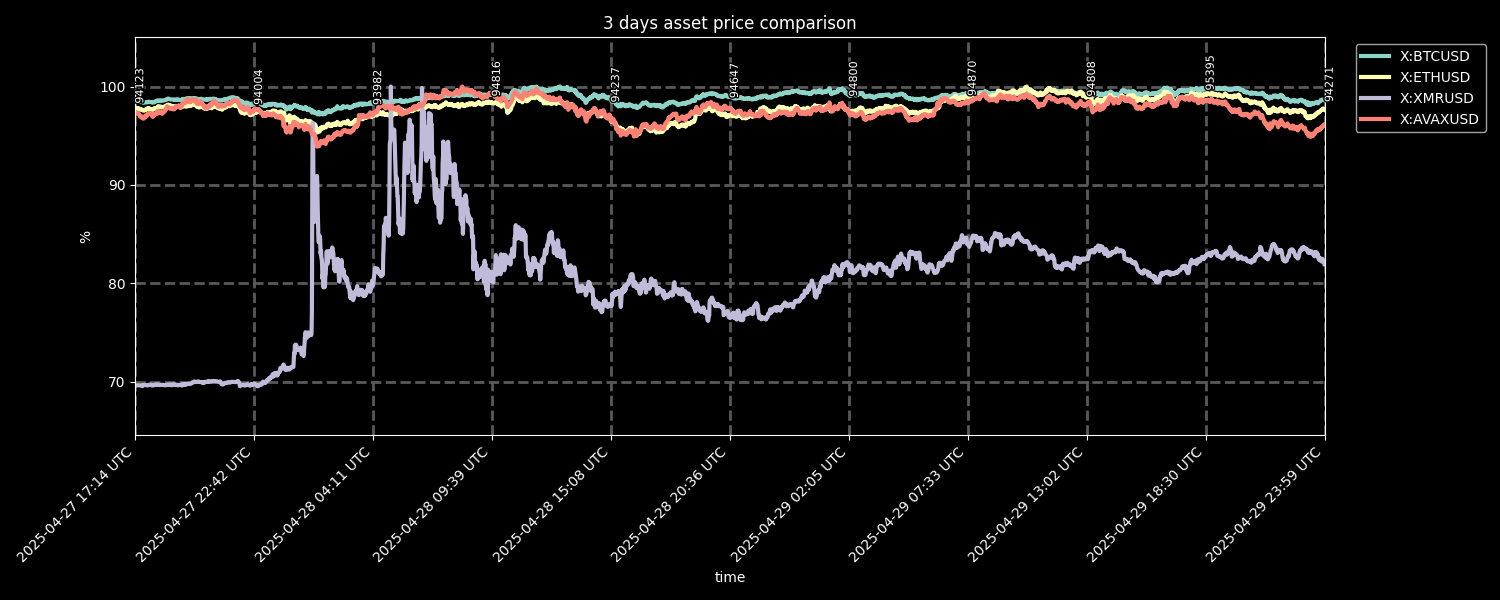 3 days asset price comparison
X:BTCUSD
X:ETHUSD
X:XMRUSD
X:AVAXUSD
%
100
90
80
70
94123
94004
93982
94816
94237
94647
94800
94870
94808
95395
94271
2025-04-27 17:14 UTC
2025-04-27 22:42 UTC
2025-04-28 04:11 UTC
2025-04-28 09:39 UTC
2025-04-28 15:08 UTC
2025-04-28 20:36 UTC
2025-04-29 02:05 UTC
2025-04-29 07:33 UTC
2025-04-29 13:02 UTC
2025-04-29 18:30 UTC
2025-04-29 23:59 UTC
time